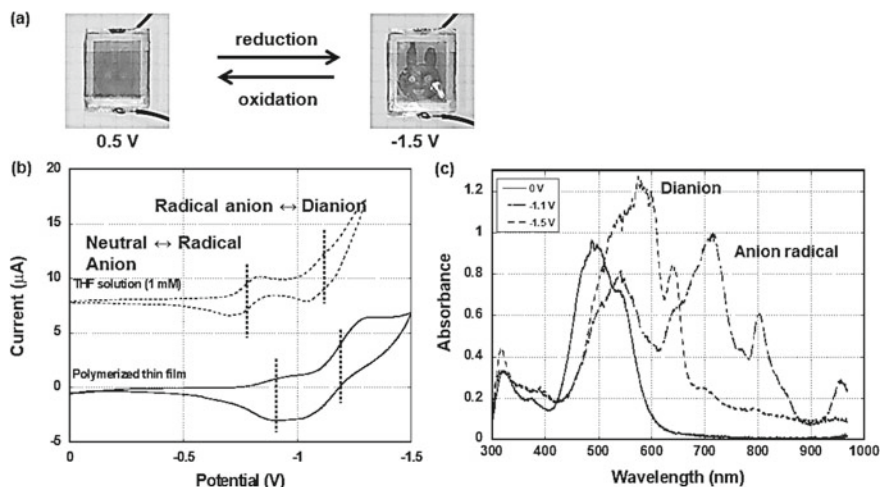 (a)
reduction
oxidation
0.5 V
-1.5 V
(b)
20
15
10
5
0
-5
Current (μA)
Radical anion ↔ Dianion
Neutral ↔ Radical
Anion
THF solution (1 mM)
Polymerized thin film
0
-0.5
-1
-1.5
Potential (V)
(c)
1.2
1
0.8
0.6
0.4
0.2
0
Absorbance
0 V
-1.1 V
-1.5 V
Dianion
Anion radical
300 400 500 600 700 800 900 1000
Wavelength (nm)